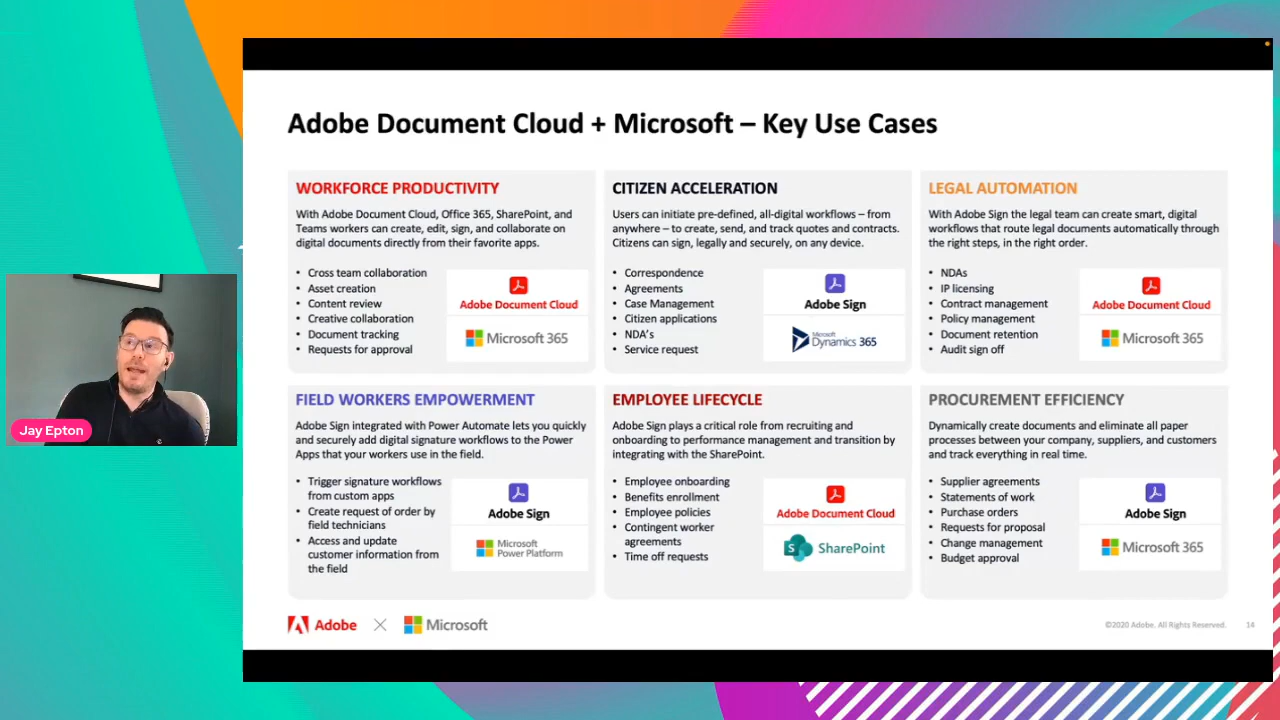 Adobe Document Cloud + Microsoft – Key Use Cases
WORKFORCE PRODUCTIVITY
With Adobe Document Cloud, Office 365, SharePoint, and
Teams workers can create, edit, sign, and collaborate on
digital documents directly from their favorite apps.
• Cross team collaboration
• Asset creation
• Content review
• Creative collaboration
• Document tracking
• Requests for approval
Adobe Document Cloud
Microsoft 365
CITIZEN ACCELERATION
Users can initiate pre-defined, all-digital workflows – from
anywhere – to create, send, and track quotes and contracts.
Citizens can sign, legally and securely, on any device.
• Correspondence
• Agreements
• Case Management
• Citizen applications
• NDA's
• Service request
Adobe Sign
Microsoft
Dynamics 365
LEGAL AUTOMATION
With Adobe Sign the legal team can create smart, digital
workflows that route legal documents automatically through
the right steps, in the right order.
• NDAs
• IP licensing
• Contract management
• Policy management
• Document retention
• Audit sign off
Adobe Document Cloud
Microsoft 365
Jay Epton
FIELD WORKERS EMPOWERMENT
Adobe Sign integrated with Power Automate lets you quickly
and securely add digital signature workflows to the Power
Apps that your workers use in the field.
• Trigger signature workflows
from custom apps
• Create request of order by
field technicians
• Access and update
customer information from
the field
Adobe Sign
Microsoft
Power Platform
EMPLOYEE LIFECYCLE
Adobe Sign plays a critical role from recruiting and
onboarding to performance management and transition by
integrating with the SharePoint.
• Employee onboarding
• Benefits enrollment
• Employee policies
• Contingent worker
agreements
• Time off requests
Adobe Document Cloud
S SharePoint
PROCUREMENT EFFICIENCY
Dynamically create documents and eliminate all paper
processes between your company, suppliers, and customers
and track everything in real time.
• Supplier agreements
• Statements of work
• Purchase orders
• Requests for proposal
• Change management
• Budget approval
Adobe Sign
Microsoft 365
Adobe × Microsoft
©2020 Adobe. All Rights Reserved. 14